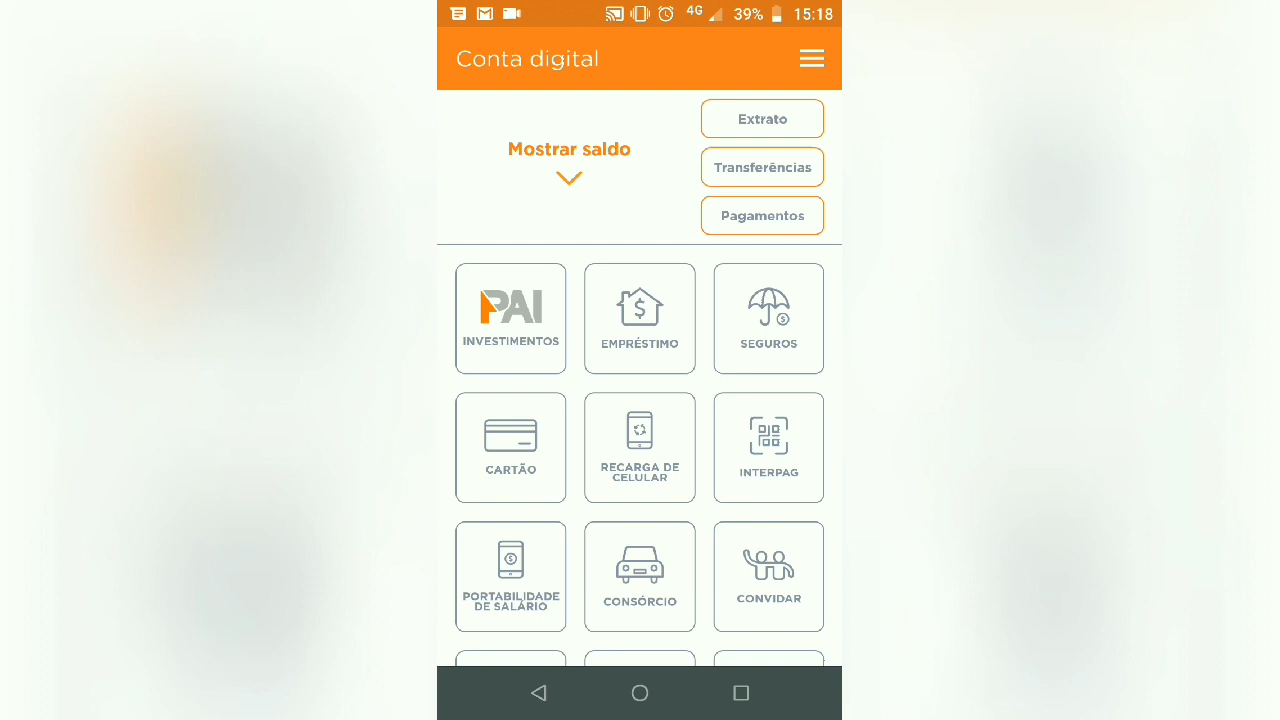 4G 39% 15:18
Conta digital
Mostrar saldo
Extrato
Transferências
Pagamentos
PAI
INVESTIMENTOS
EMPRÉSTIMO
SEGUROS
CARTÃO
RECARGA DE
CELULAR
INTERPAG
PORTABILIDADE
DE SALÁRIO
CONSÓRCIO
CONVIDAR